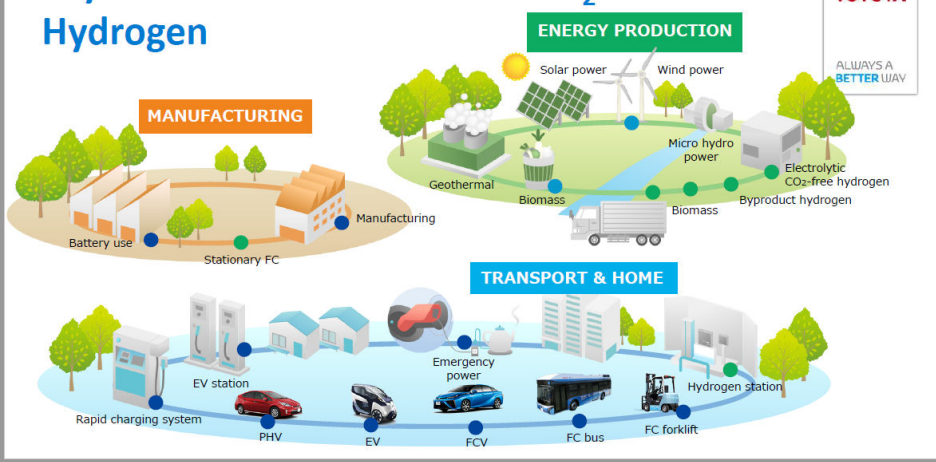 Hydrogen
2
ENERGY PRODUCTION
ALWAYS A
BETTER WAY
Solar power
Wind power
MANUFACTURING
Micro hydro
power
Geothermal
Electrolytic
CO₂-free hydrogen
Biomass
Biomass
Byproduct hydrogen
Manufacturing
Battery use
Stationary FC
TRANSPORT & HOME
Emergency
power
EV station
Hydrogen station
Rapid charging system
PHV
EV
FCV
FC bus
FC forklift